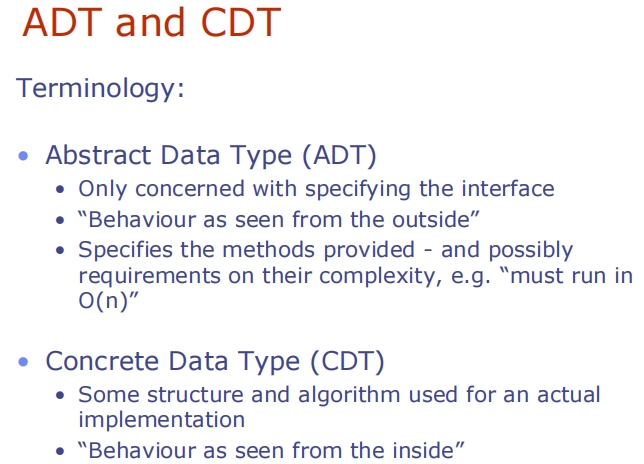 ADT and CDT
Terminology:
• Abstract Data Type (ADT)
• Only concerned with specifying the interface
• “Behaviour as seen from the outside”
• Specifies the methods provided - and possibly
requirements on their complexity, e.g. “must run in
O(n)”
• Concrete Data Type (CDT)
• Some structure and algorithm used for an actual
implementation
• “Behaviour as seen from the inside”